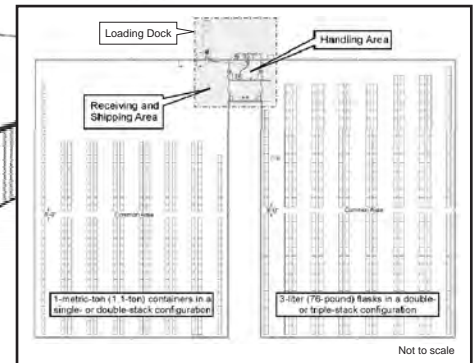 Loading Dock
Handling Area
Receiving and
Shipping Area
Common Area
Common Area
1-metric-ton (1.1-ton) containers in a
single- or double-stack configuration
3-liter (76-pound) flasks in a double-
or triple-stack configuration
Not to scale